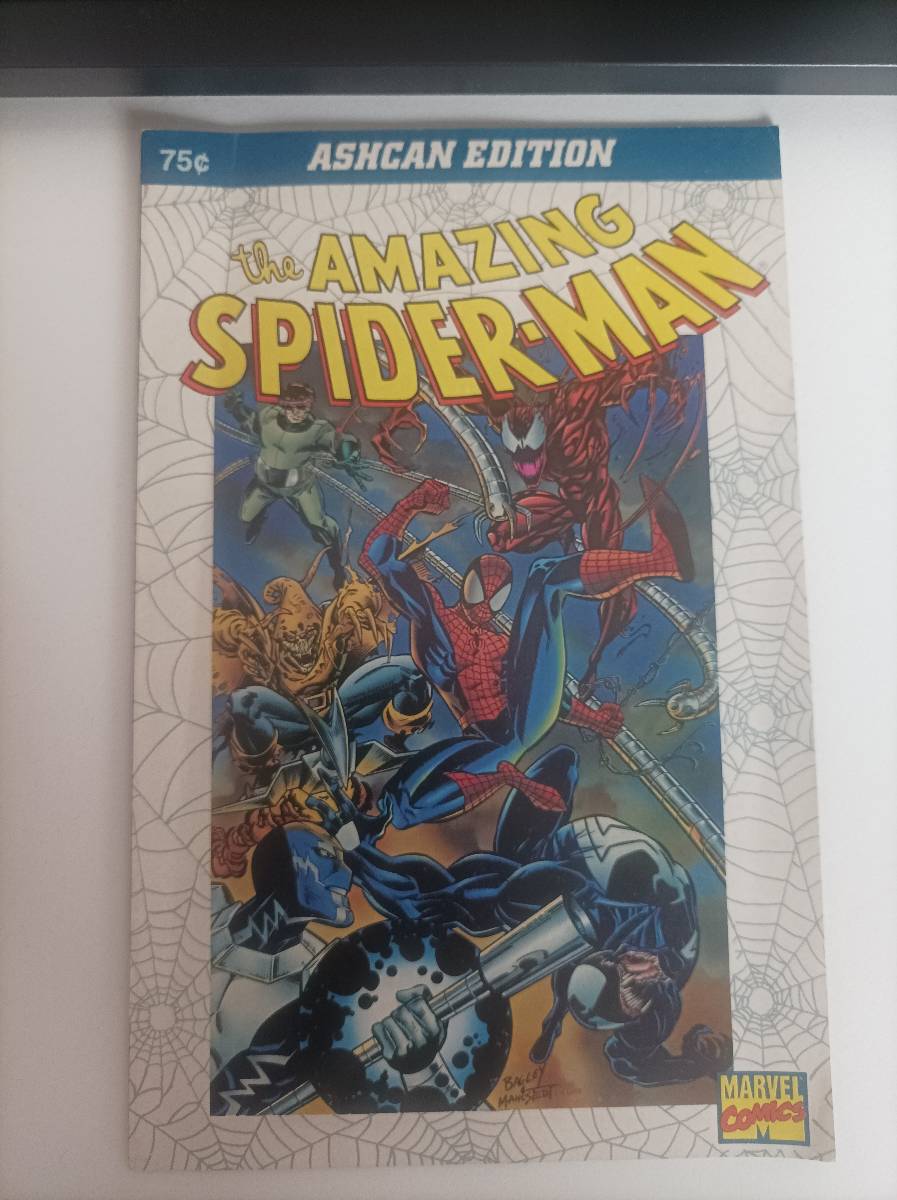 75¢ ASHCAN EDITION
the AMAZING
SPIDER-MAN
BAGLEY
MARVEL
COMICS
M